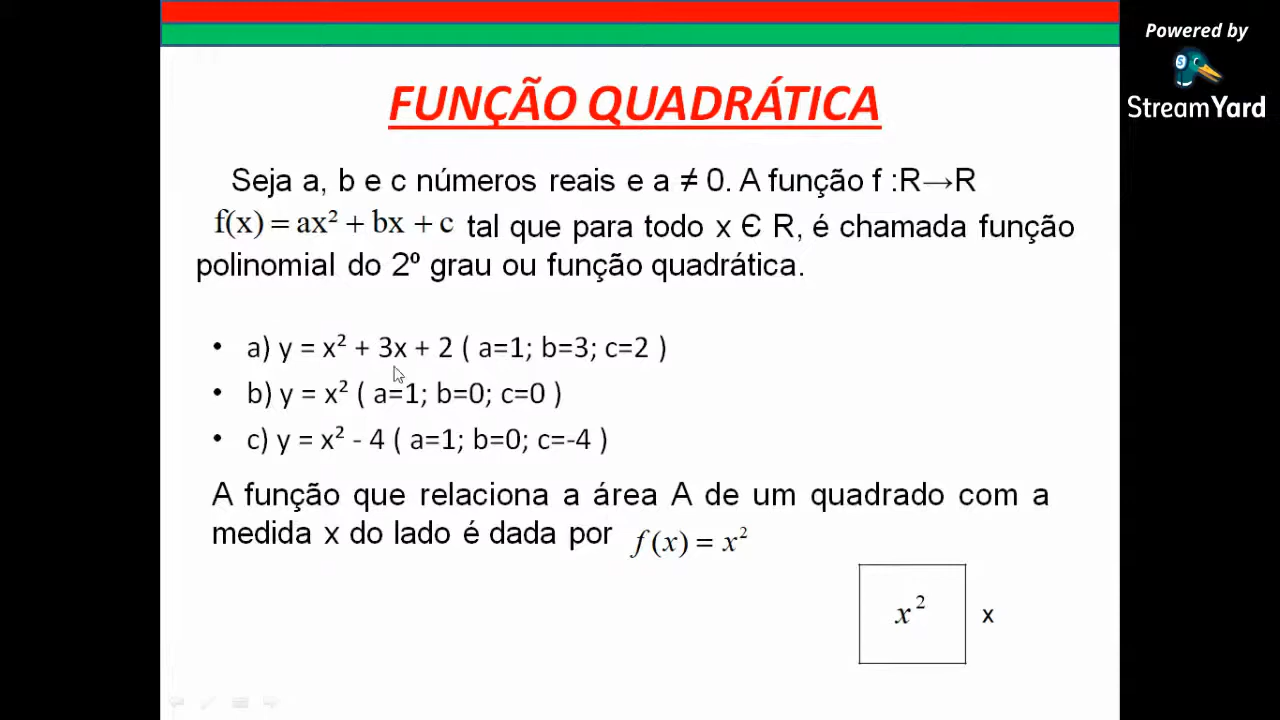 Powered by
StreamYard
FUNÇÃO QUADRÁTICA
Seja a, b e c números reais e a ≠ 0. A função f :R→R
f(x) = ax² + bx + c tal que para todo x Є R, é chamada função
polinomial do 2º grau ou função quadrática.
• a) y = x² + 3x + 2 ( a=1; b=3; c=2 )
• b) y = x² ( a=1; b=0; c=0 )
• c) y = x² - 4 ( a=1; b=0; c=-4 )
A função que relaciona a área A de um quadrado com a
medida x do lado é dada por f(x) = x²
x²
x